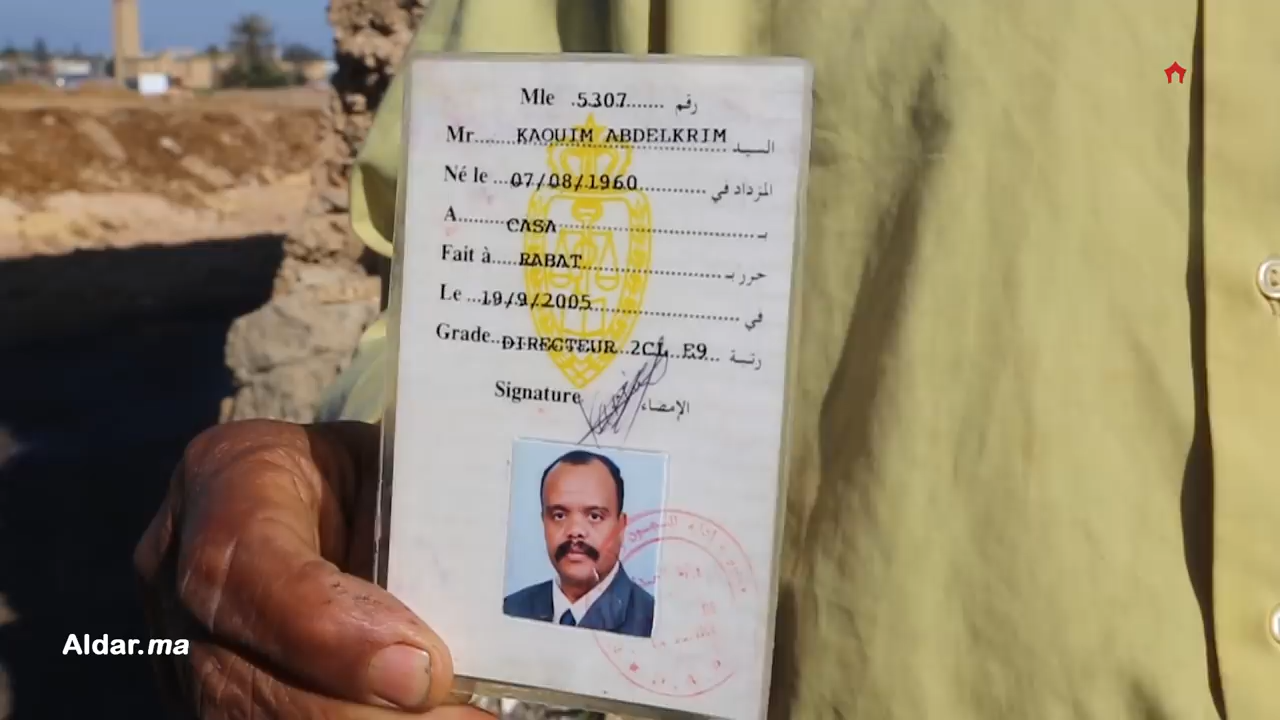 Mle .5307....... رقم
Mr..... KAOUIM ABDELKRIM السيد
Né le ...07/08/1960........... المزداد في
A........ CASA ........ بـ
Fait à..... RABAT........ حرر بـ
Le ...19/9/2005........ في
Grade..DIRECTEUR 2CL E9... رتبة
Signature الإمضاء
Aldar.ma